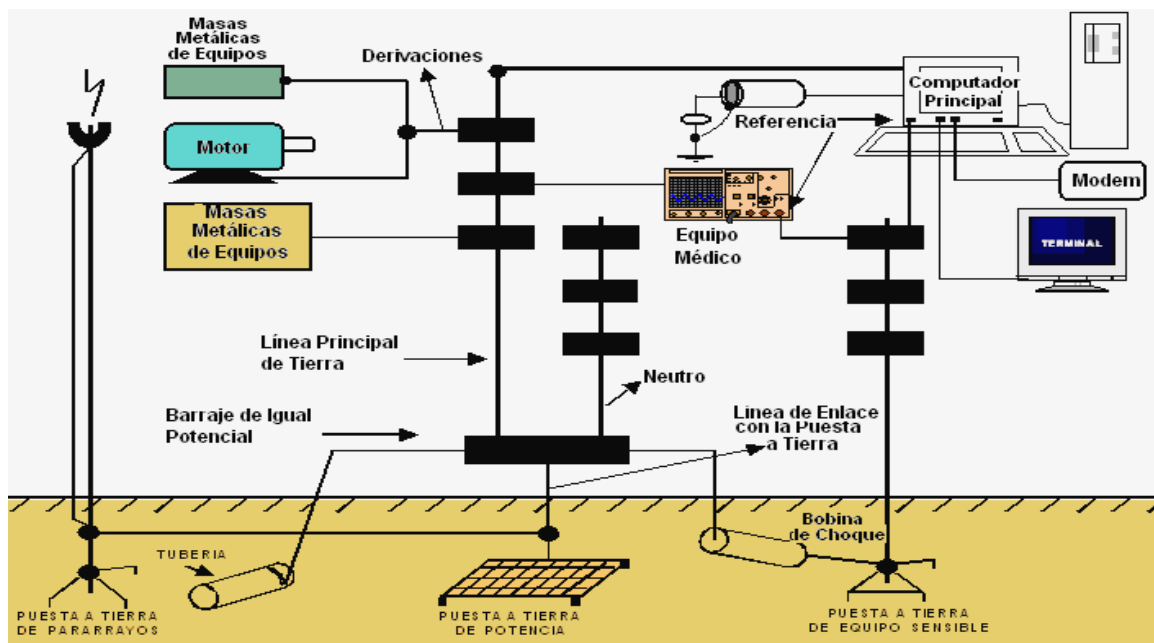 Masas
Metálicas
de Equipos
Derivaciones
Computador
Principal
Referencia
Motor
Modem
Masas
Metálicas
de Equipos
Equipo
Médico
TERMINAL
Línea Principal
de Tierra
Neutro
Barraje de Igual
Potencial
Linea de Enlace
con la Puesta
a Tierra
Bobina
de Choque
TUBERIA
PUESTA A TIERRA
DE PARARRAYOS
PUESTA A TIERRA
DE POTENCIA
PUESTA A TIERRA
DE EQUIPO SENSIBLE